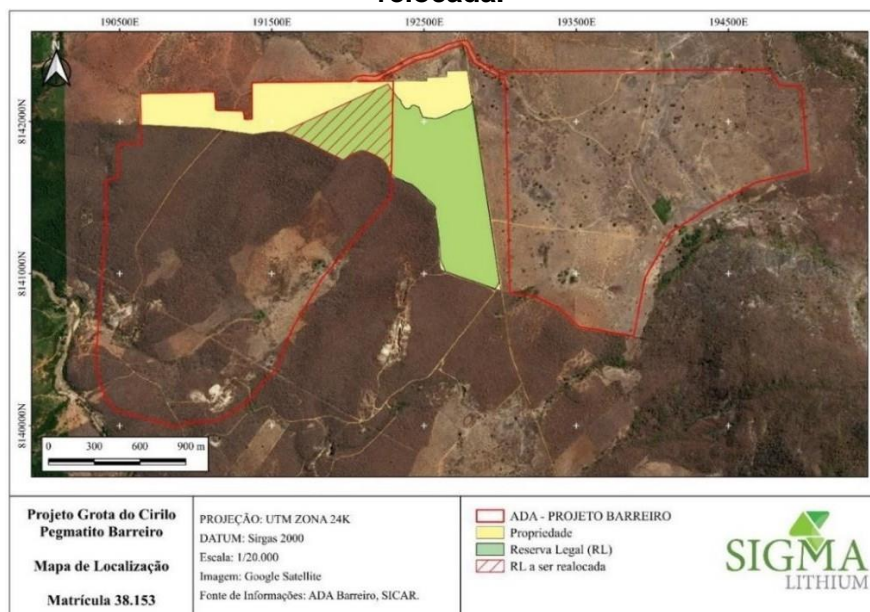 relocada.
190500E
191500E
192500E
193500E
194500E
N
8142000N
8141000N
8140000N
0 300 600 900 m
Projeto Grota do Cirilo
Pegmatito Barreiro
Mapa de Localização
Matrícula 38.153
PROJEÇÃO: UTM ZONA 24K
DATUM: Sirgas 2000
Escala: 1/20.000
Imagem: Google Satellite
Fonte de Informações: ADA Barreiro, SICAR.
ADA - PROJETO BARREIRO
Propriedade
Reserva Legal (RL)
RL a ser realocada
SIGMA
LITHIUM